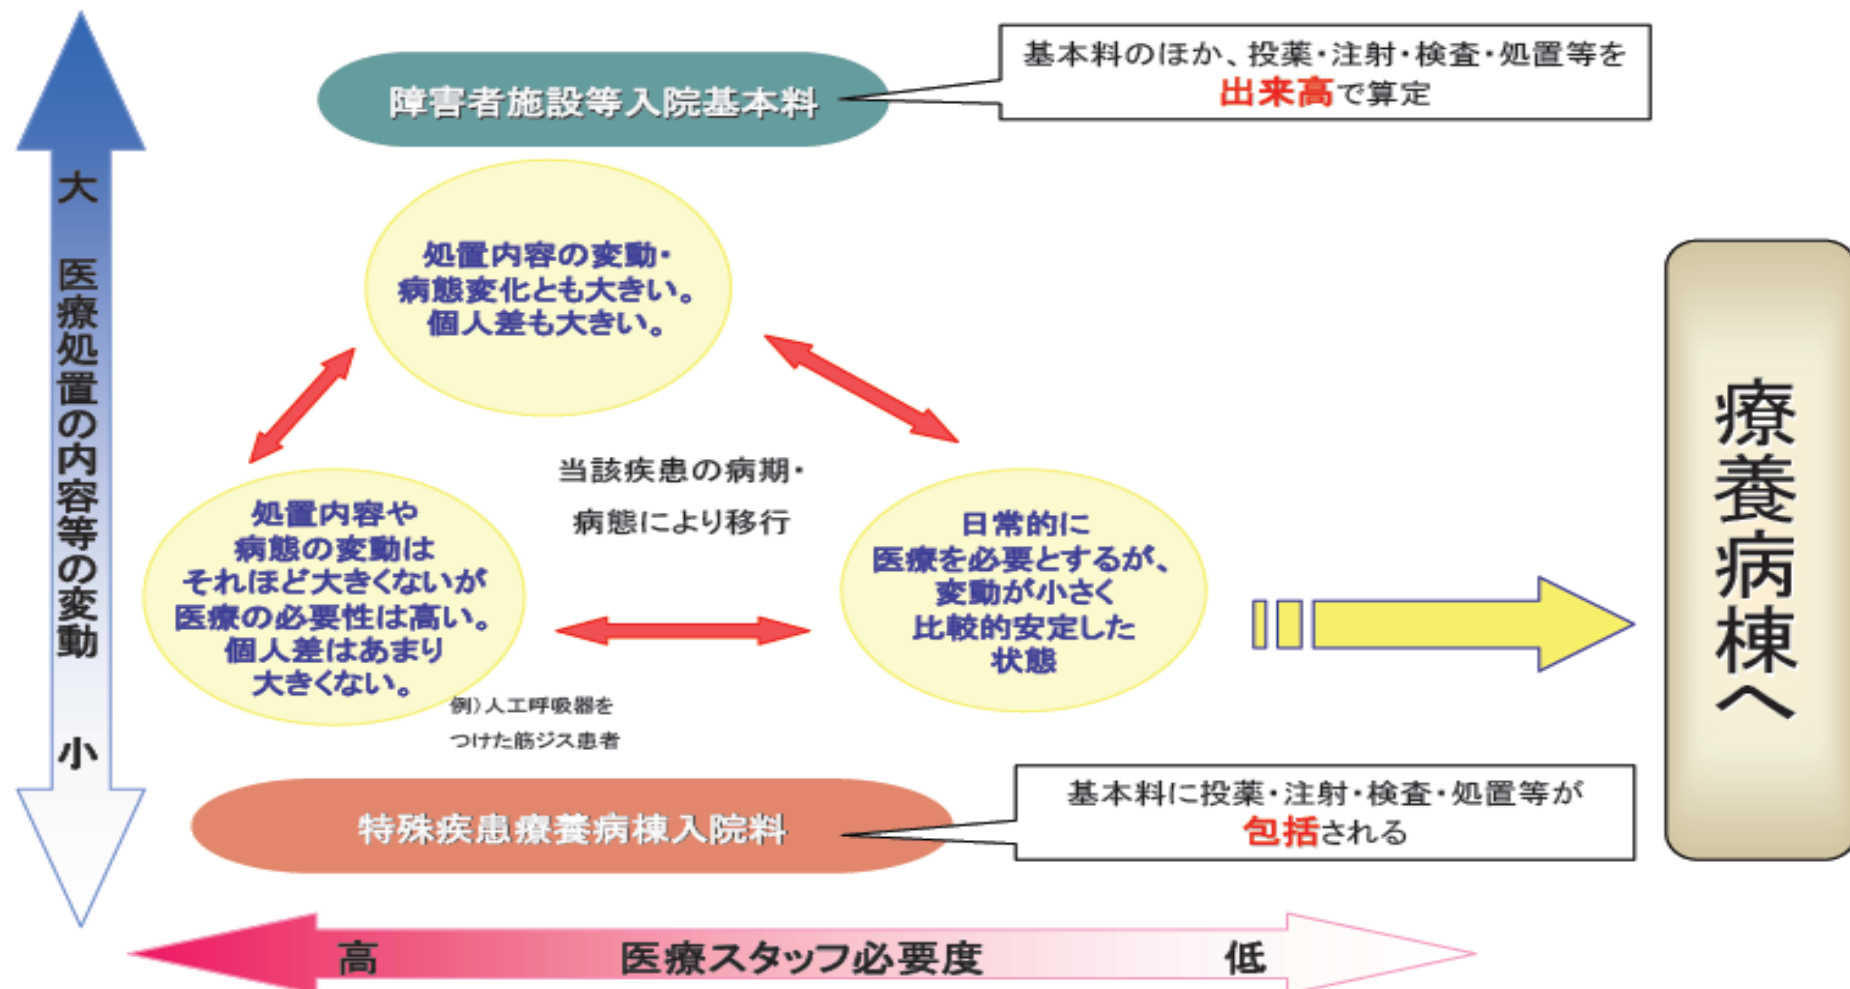 基本料のほか、投薬・注射・検査・処置等を
出来高で算定
障害者施設等入院基本料
大 医療処置の内容等の変動 小
処置内容の変動・
病態変化とも大きい。
個人差も大きい。
当該疾患の病期・
病態により移行
処置内容や
病態の変動は
それほど大きくないが
医療の必要性は高い。
個人差はあまり
大きくない。
日常的に
医療を必要とするが、
変動が小さく
比較的安定した
状態
例）人工呼吸器を
つけた筋ジス患者
療養病棟へ
特殊疾患療養病棟入院料
基本料に投薬・注射・検査・処置等が
包括される
高 医療スタッフ必要度 低